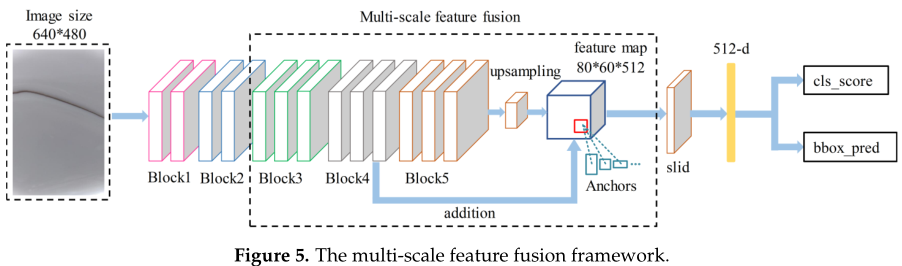 Image size
640*480
Multi-scale feature fusion
feature map
80*60*512
upsampling
512-d
cls_score
bbox_pred
Block1
Block2
Block3
Block4
Block5
...
Anchors
slid
addition
Figure 5. The multi-scale feature fusion framework.